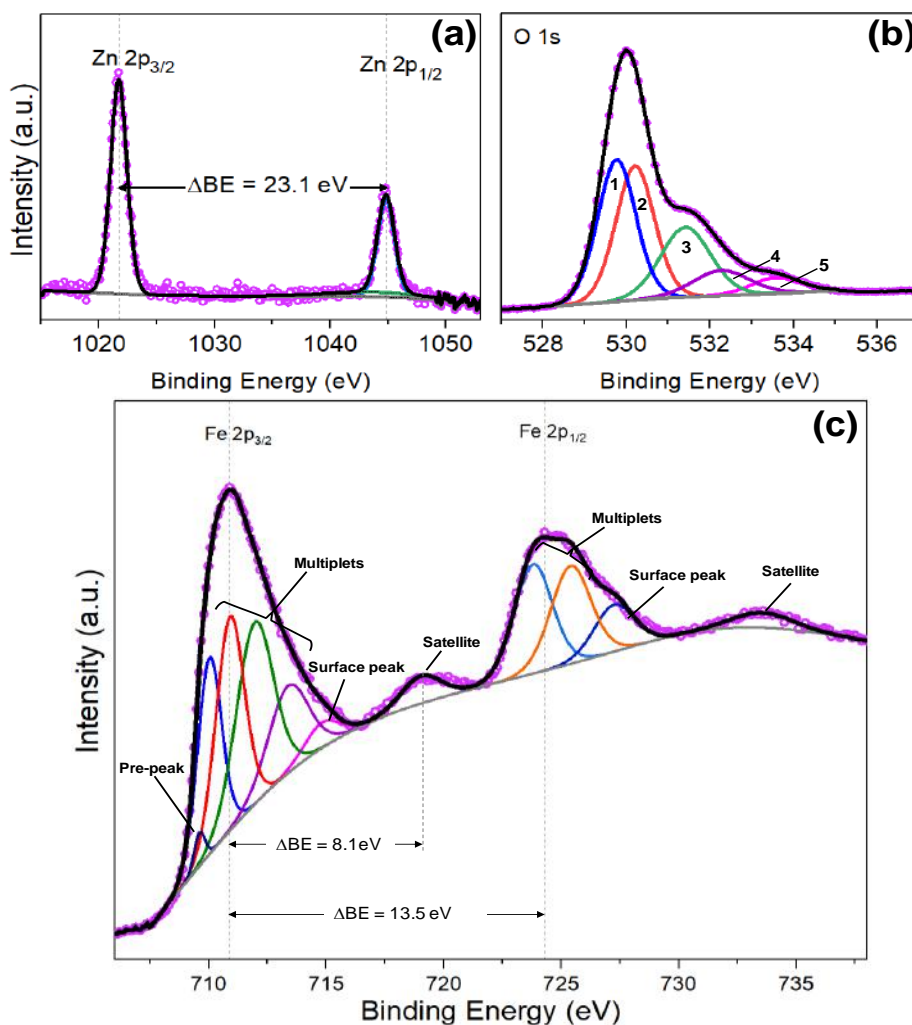 (a)
Zn 2p3/2
Zn 2p1/2
ΔBE = 23.1 eV
Intensity (a.u.)
1020 1030 1040 1050
Binding Energy (eV)
(b)
O 1s
1
2
3
4
5
528 530 532 534 536
Binding Energy (eV)
(c)
Fe 2p3/2
Fe 2p1/2
Multiplets
Multiplets
Surface peak
Satellite
Satellite
Surface peak
Pre-peak
ΔBE = 8.1eV
ΔBE = 13.5 eV
Intensity (a.u.)
710 715 720 725 730 735
Binding Energy (eV)